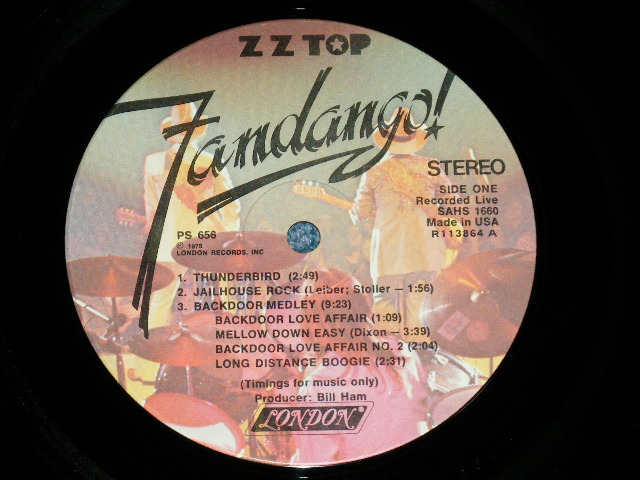 ZZ TOP
Fandango!
STEREO
SIDE ONE
Recorded Live
SAHS 1660
Made in USA
R113864 A
PS 656
℗ 1975
LONDON RECORDS, INC
1. THUNDERBIRD (2:49)
2. JAILHOUSE ROCK (Leiber; Stoller — 1:56)
3. BACKDOOR MEDLEY (9:23)
BACKDOOR LOVE AFFAIR (1:09)
MELLOW DOWN EASY (Dixon — 3:39)
BACKDOOR LOVE AFFAIR NO. 2 (2:04)
LONG DISTANCE BOOGIE (2:31)
(Timings for music only)
Producer: Bill Ham
LONDON®